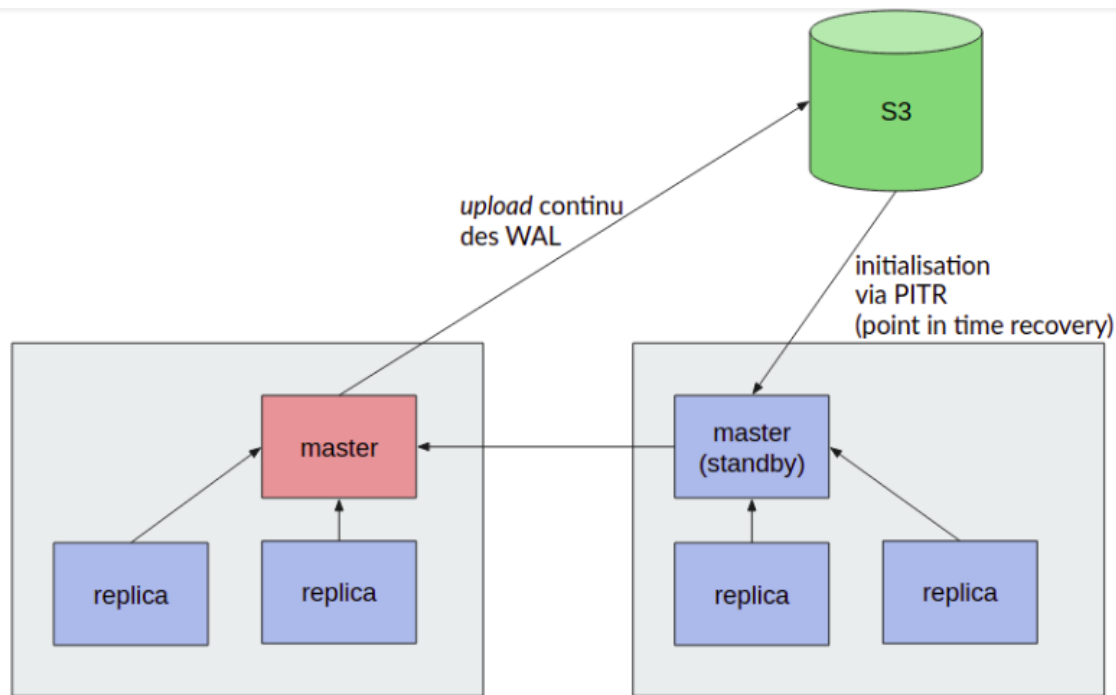 S3
upload continu
des WAL
initialisation
via PITR
(point in time recovery)
master
master
(standby)
replica
replica
replica
replica